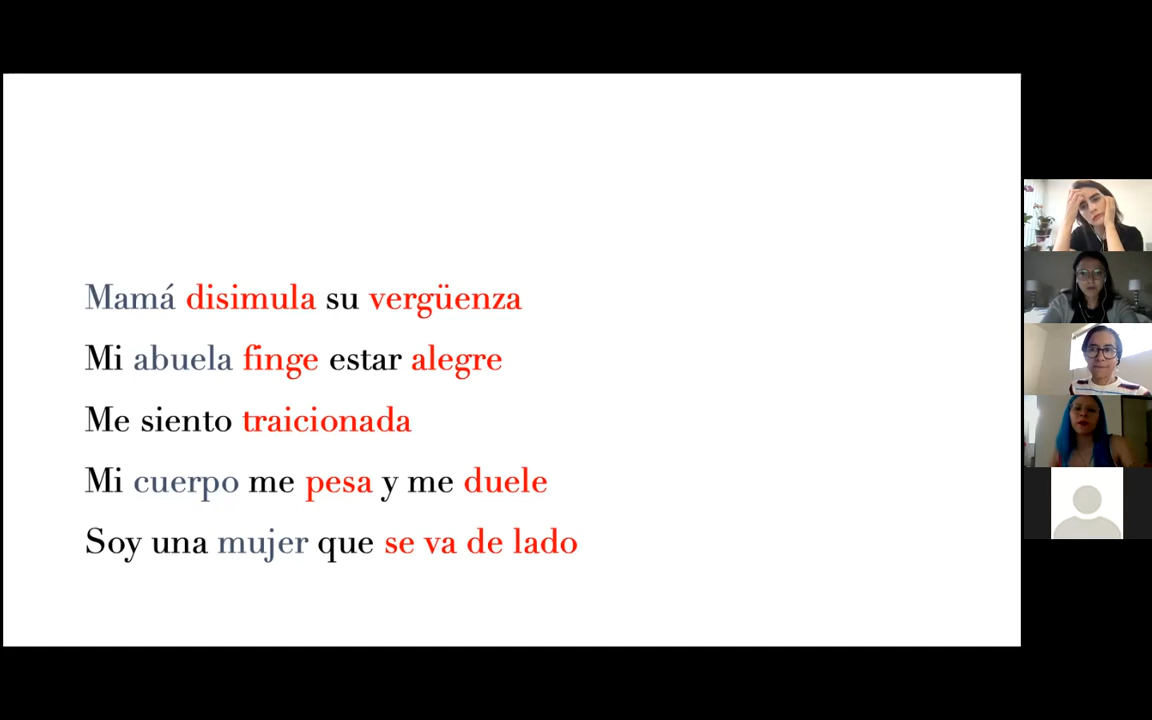 Mamá disimula su vergüenza
Mi abuela finge estar alegre
Me siento traicionada
Mi cuerpo me pesa y me duele
Soy una mujer que se va de lado